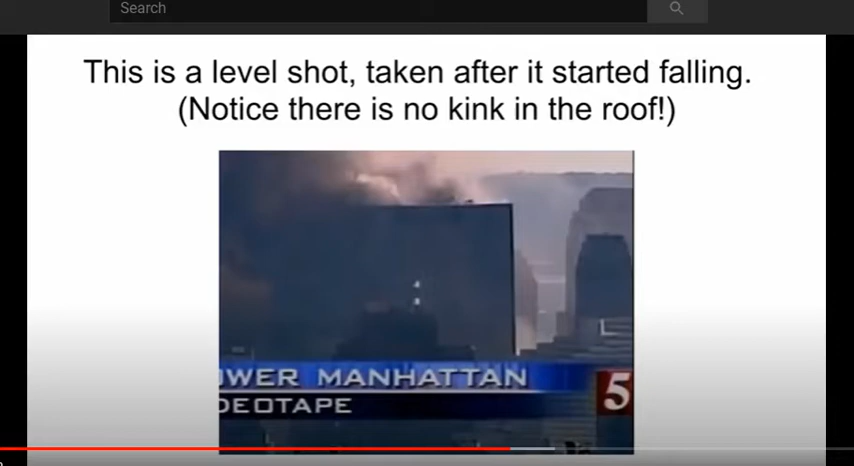 Search
This is a level shot, taken after it started falling.
(Notice there is no kink in the roof!)
OWER MANHATTAN
DEOTAPE
5